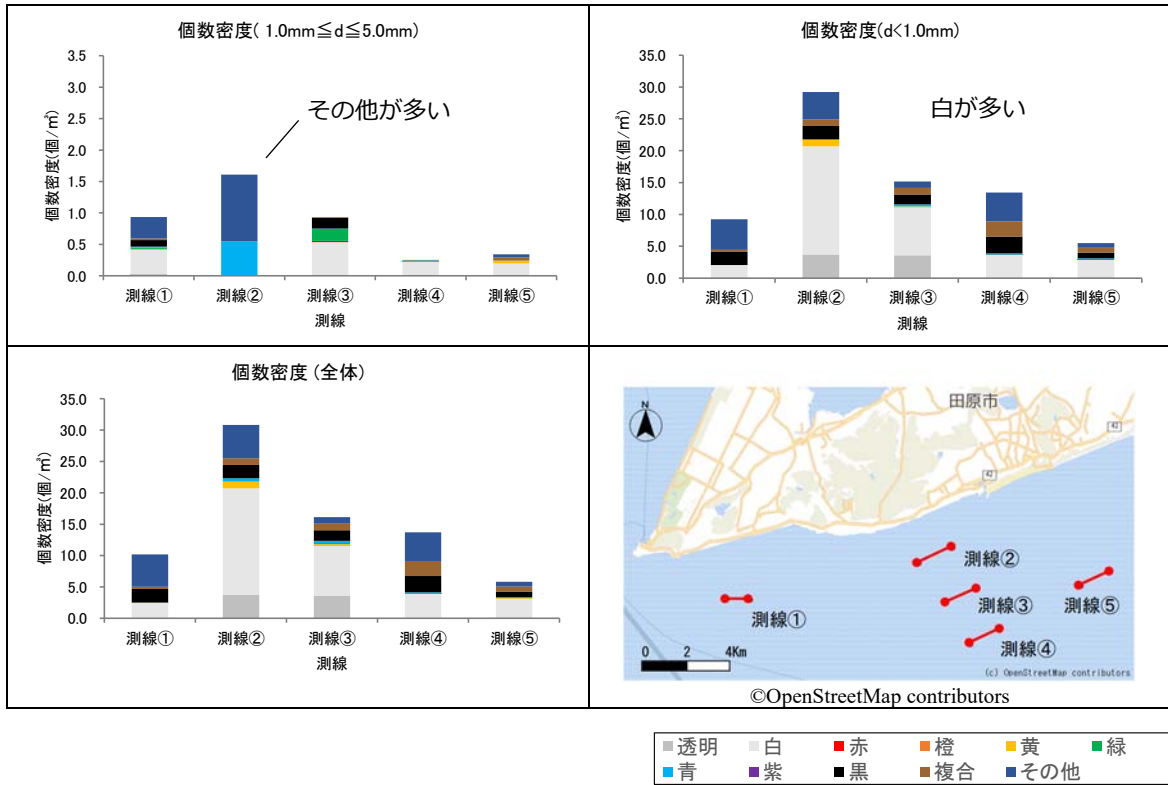 個数密度( 1.0mm≦d≦5.0mm)
個数密度(個/㎥)
3.5
3.0
2.5
2.0
1.5
1.0
0.5
0.0
その他が多い
測線① 測線② 測線③ 測線④ 測線⑤
測線
個数密度(d<1.0mm)
個数密度(個/㎥)
35.0
30.0
25.0
20.0
15.0
10.0
5.0
0.0
白が多い
測線① 測線② 測線③ 測線④ 測線⑤
測線
個数密度 (全体)
個数密度(個/㎥)
35.0
30.0
25.0
20.0
15.0
10.0
5.0
0.0
測線① 測線② 測線③ 測線④ 測線⑤
測線
N
田原市
42
42
測線②
測線③
測線⑤
測線①
測線④
0 2 4Km
(c) OpenStreetMap contributors
©OpenStreetMap contributors
透明 白 赤 橙 黄 緑
青 紫 黒 複合 その他